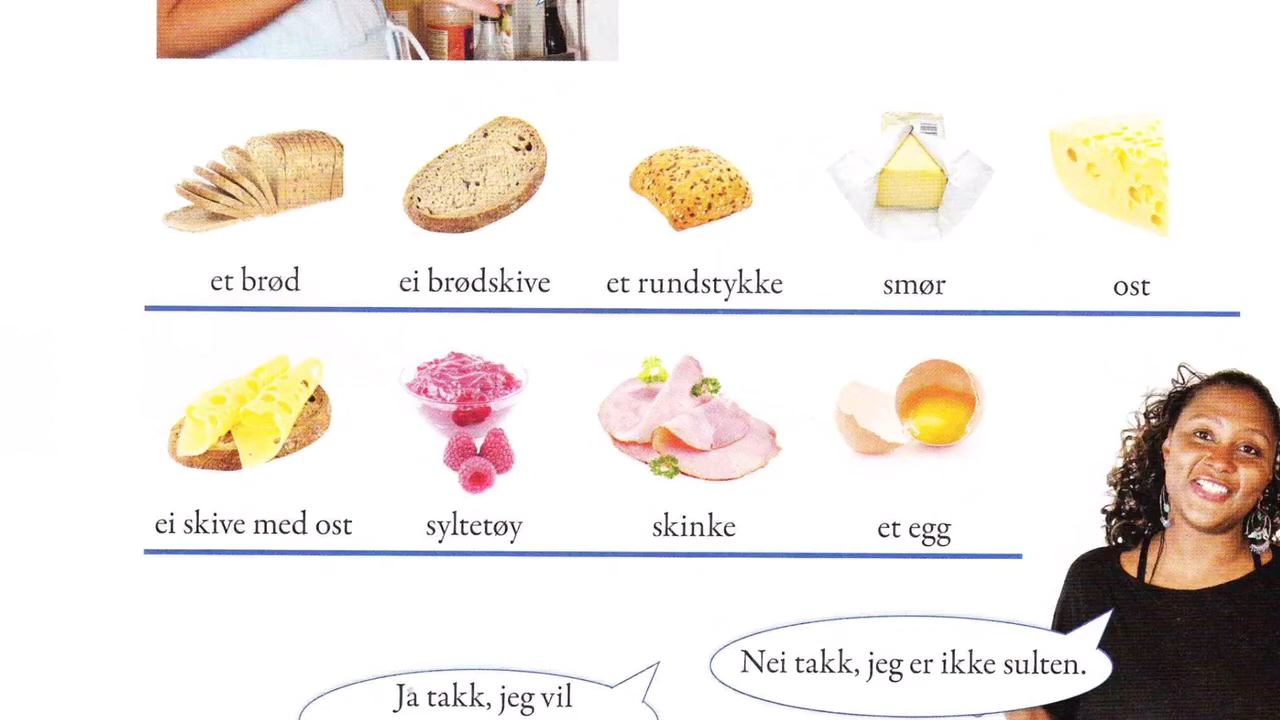 et brød
ei brødskive
et rundstykke
smør
ost
ei skive med ost
syltetøy
skinke
et egg
Nei takk, jeg er ikke sulten.
Ja takk, jeg vil